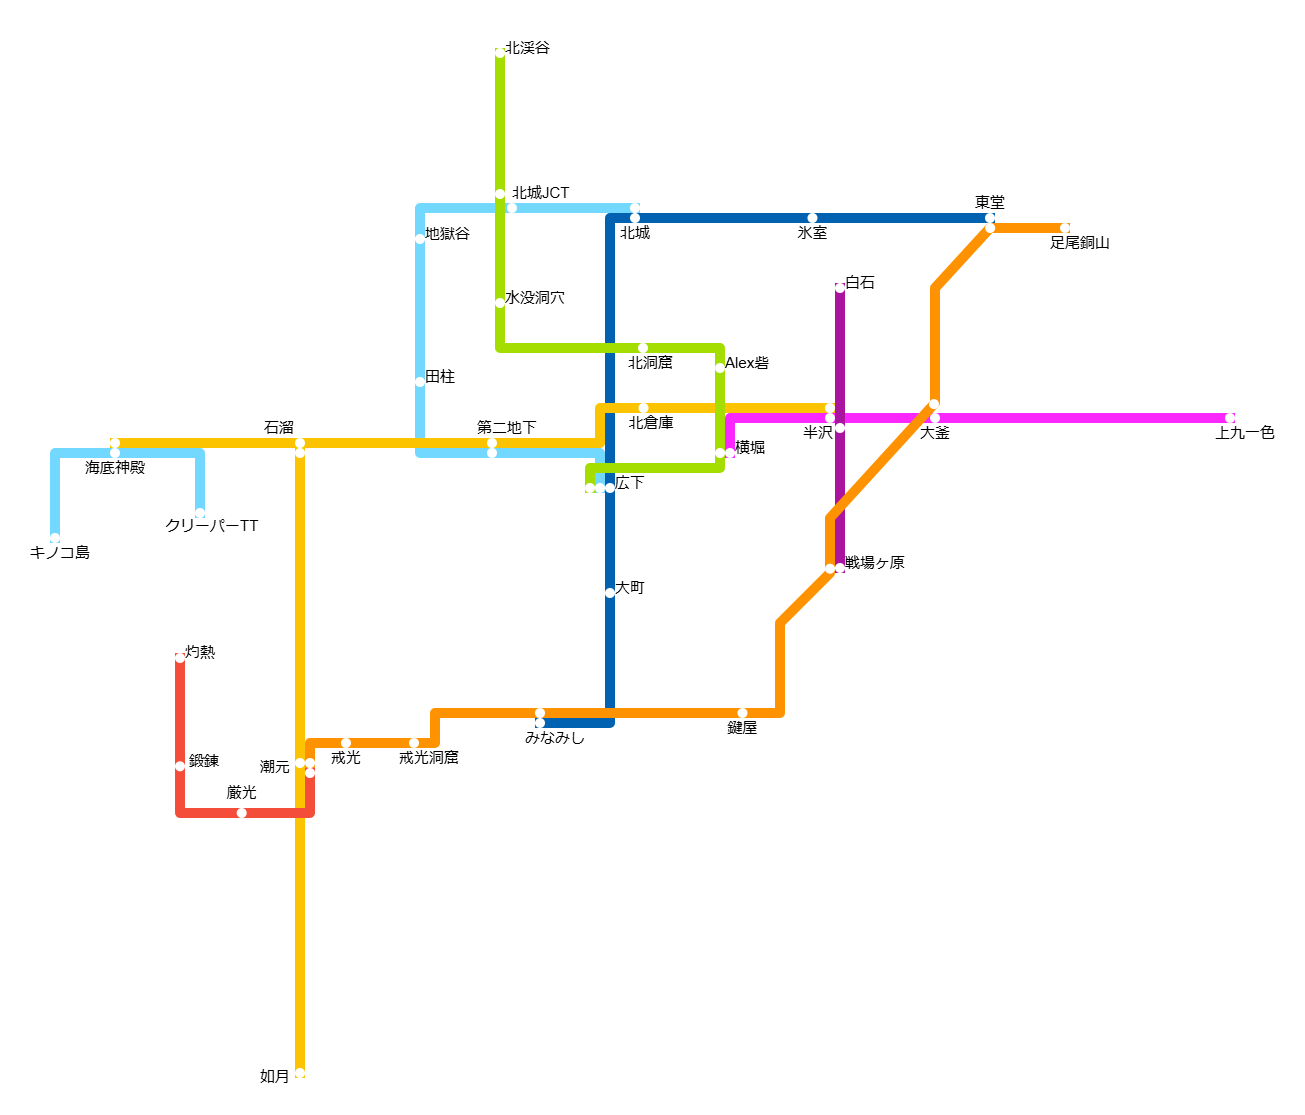 北渓谷
北城JCT
東堂
地獄谷
北城
氷室
足尾銅山
白石
水没洞穴
北洞窟
Alex砦
田柱
石溜
第二地下
北倉庫
半沢
大釜
上九一色
横堀
海底神殿
広下
クリーパーTT
キノコ島
戦場ヶ原
大町
灼熱
鍵屋
みなみし
戒光
戒光洞窟
鍛錬
潮元
厳光
如月